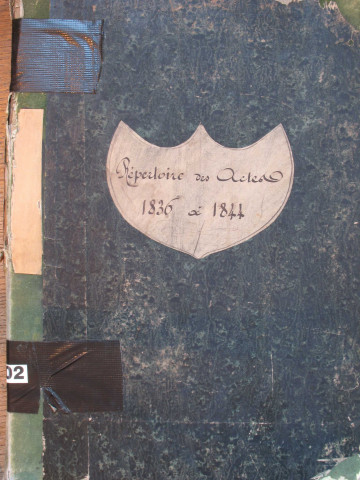 Répertoire des Actes
1836 à 1844
02